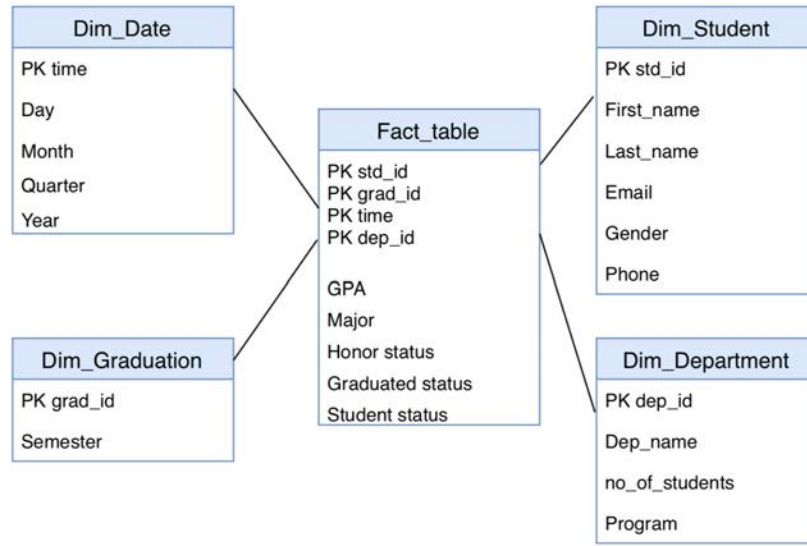 Dim_Date
PK time
Day
Month
Quarter
Year
Dim_Graduation
PK grad_id
Semester
Fact_table
PK std_id
PK grad_id
PK time
PK dep_id
GPA
Major
Honor status
Graduated status
Student status
Dim_Student
PK std_id
First_name
Last_name
Email
Gender
Phone
Dim_Department
PK dep_id
Dep_name
no_of_students
Program